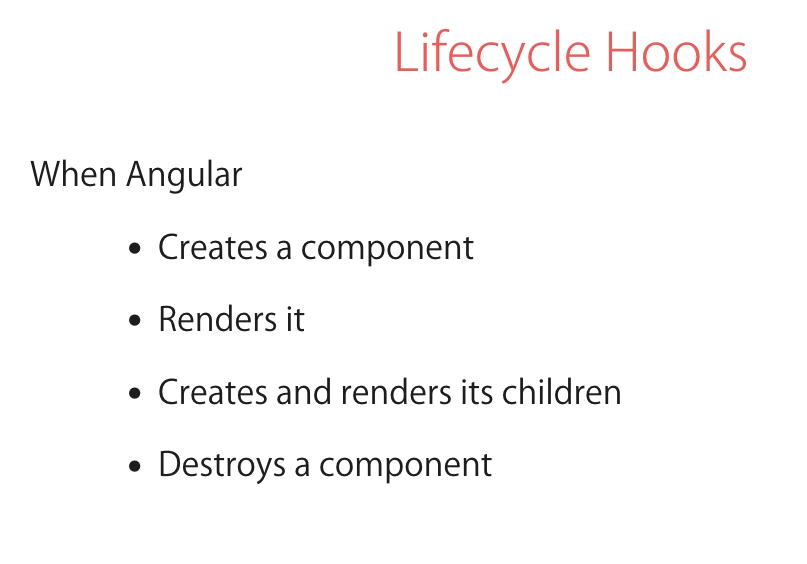 Lifecycle Hooks
When Angular
• Creates a component
• Renders it
• Creates and renders its children
• Destroys a component